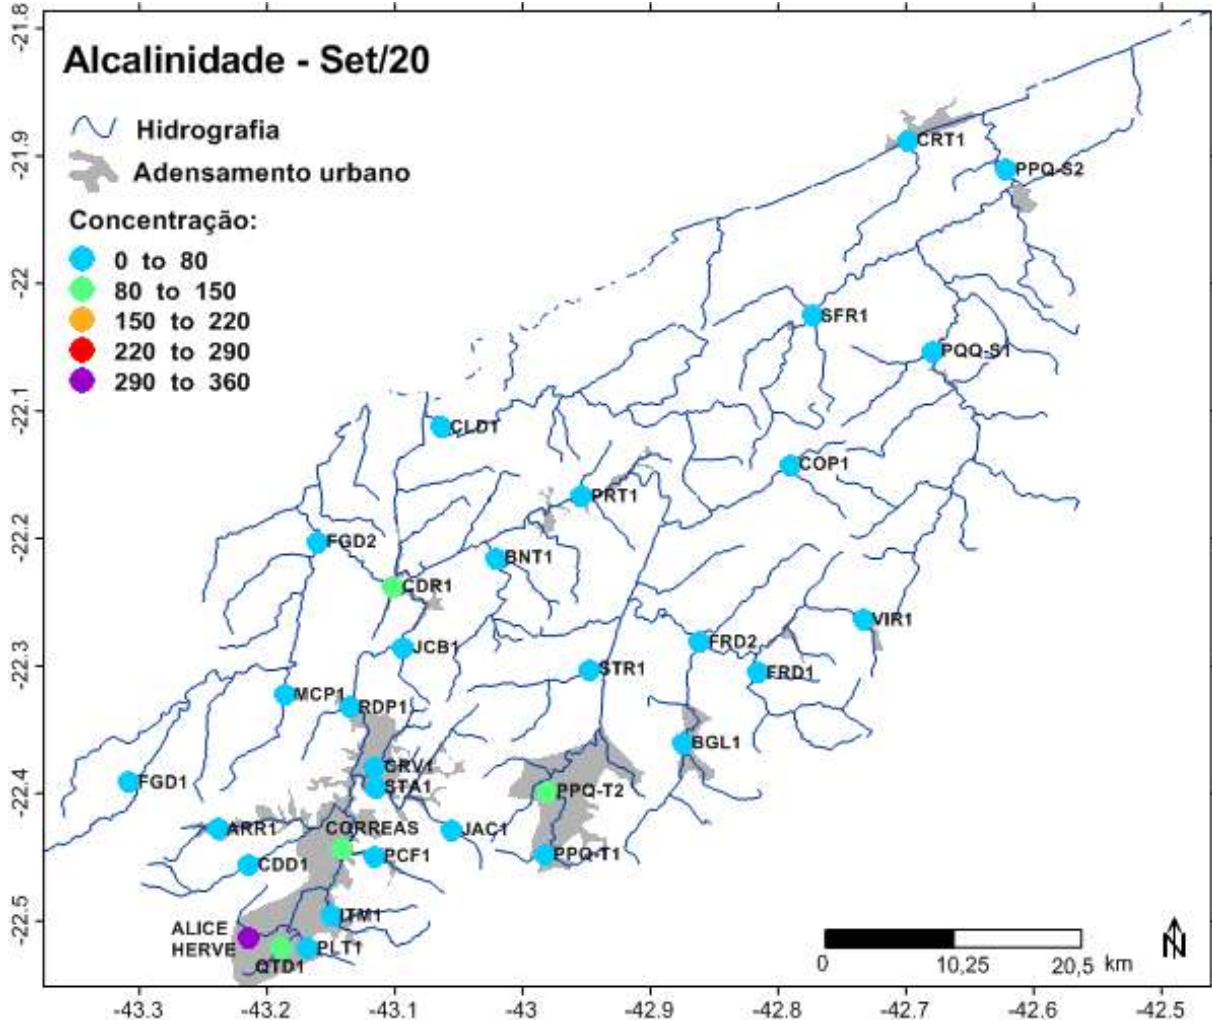 Alcalinidade - Set/20
Hidrografia
Adensamento urbano
Concentração:
0 to 80
80 to 150
150 to 220
220 to 290
290 to 360
-21.8
-21.9
-22
-22.1
-22.2
-22.3
-22.4
-22.5
CRT1
PPQ-S2
SFR1
PQQ-S1
CLD1
COP1
PRT1
FGD2
BNT1
CDR1
VIR1
JCB1
FRD2
STR1
FRD1
MCP1
RDP1
BGL1
CRV1
FGD1
STA1
PPQ-T2
ARR1
CORREAS
JAC1
CDD1
PCF1
PPQ-T1
ITM1
ALICE
HERVE
PLT1
QTD1
N
0
10,25
20,5 km
-43.3
-43.2
-43.1
-43
-42.9
-42.8
-42.7
-42.6
-42.5